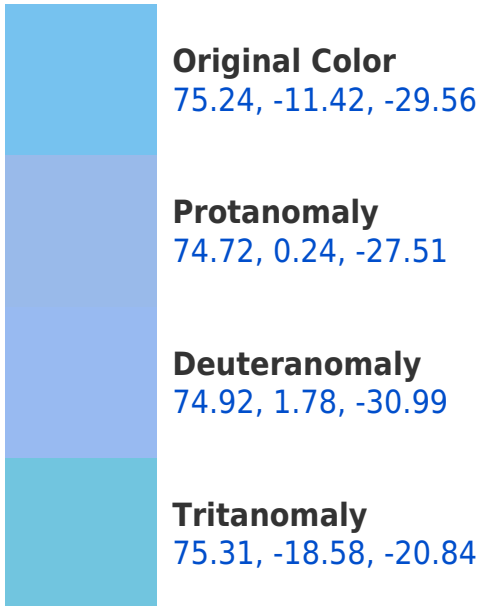 Original Color
75.24, -11.42, -29.56
Protanomaly
74.72, 0.24, -27.51
Deuteranomaly
74.92, 1.78, -30.99
Tritanomaly
75.31, -18.58, -20.84